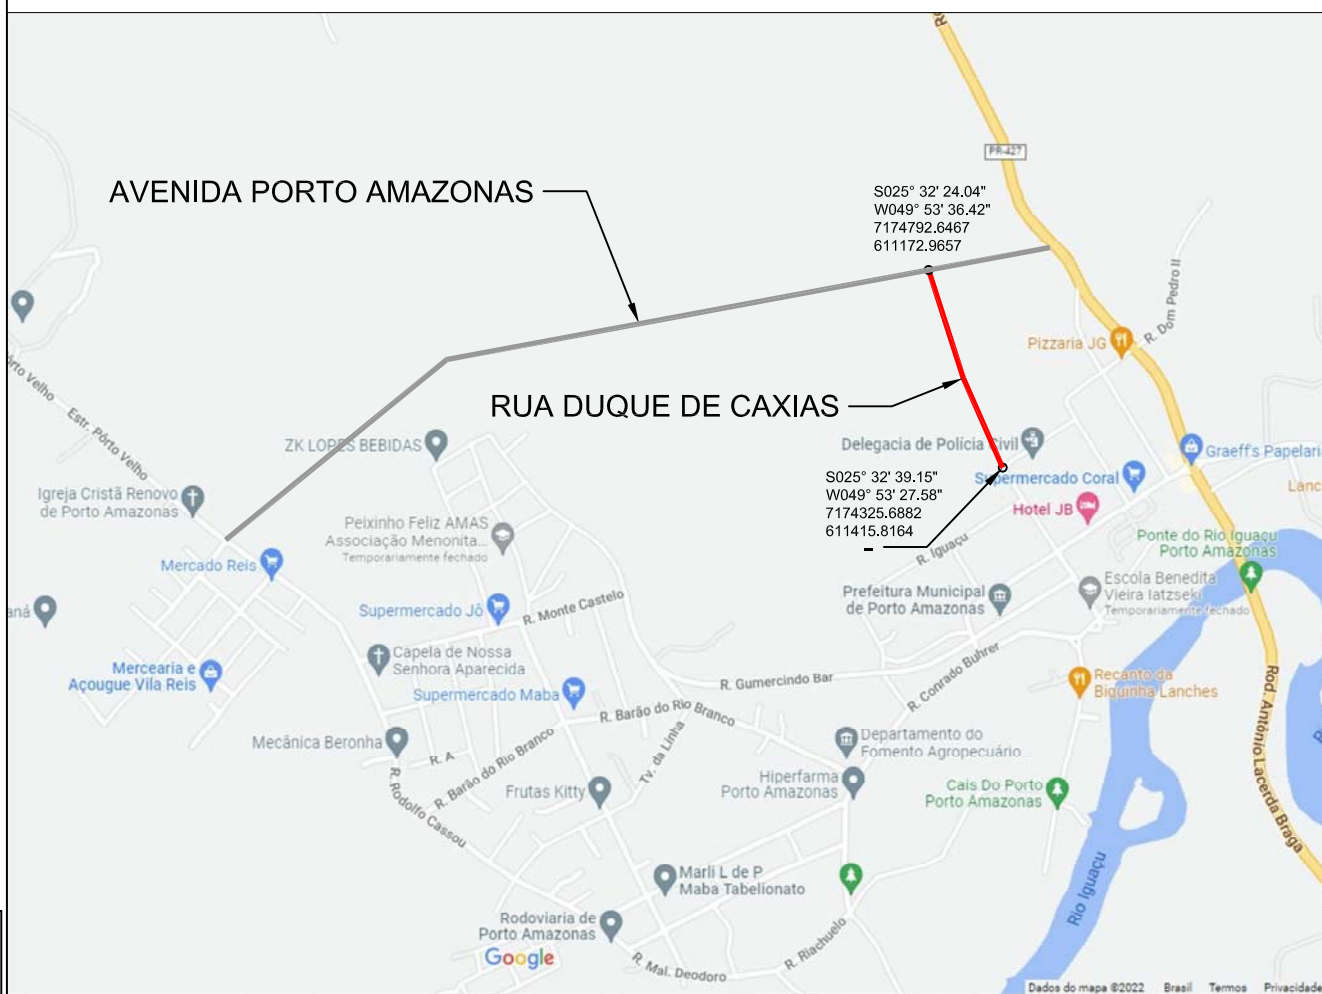 PR-427
AVENIDA PORTO AMAZONAS
S025° 32' 24.04"
W049° 53' 36.42"
7174792.6467
611172.9657
R. Dom Pedro II
Pizzaria JG
RUA DUQUE DE CAXIAS
Porto Velho
Estr. Pôrto Velho
ZK LOPES BEBIDAS
Delegacia de Polícia Civil
Graeff's Papelari
S025° 32' 39.15"
W049° 53' 27.58"
7174325.6882
611415.8164
Supermercado Coral
Lanc
Igreja Cristã Renovo
de Porto Amazonas
Hotel JB
Peixinho Feliz AMAS
Associação Menonita...
Temporariamente fechado
R. Iguaçu
Ponte do Rio Iguaçu
Porto Amazonas
Mercado Reis
Escola Benedita
Vieira Iatzseki
Temporariamente fechado
Prefeitura Municipal
de Porto Amazonas
aná
Supermercado Jô
R. Monte Castelo
Capela de Nossa
Senhora Aparecida
Mercearia e
Açougue Vila Reis
Supermercado Maba
R. Gumercindo Bar
R. Conrado Buhrer
Recanto da
Biguinha Lanches
R. Barão do Rio Branco
Rod. Antônio Lacerda Braga
Mecânica Beronha
R. A
R. Barão do Rio Branco
Tv. da Linha
Departamento do
Fomento Agropecuário...
Hiperfarma
Porto Amazonas
Cais Do Porto
Porto Amazonas
Frutas Kitty
R. Rodolfo Cassou
Marli L de P
Maba Tabelionato
Rio Iguaçu
Rodoviaria de
Porto Amazonas
Google
R. Mal. Deodoro
R. Riachuelo
Dados do mapa ©2022 Brasil Termos Privacidade